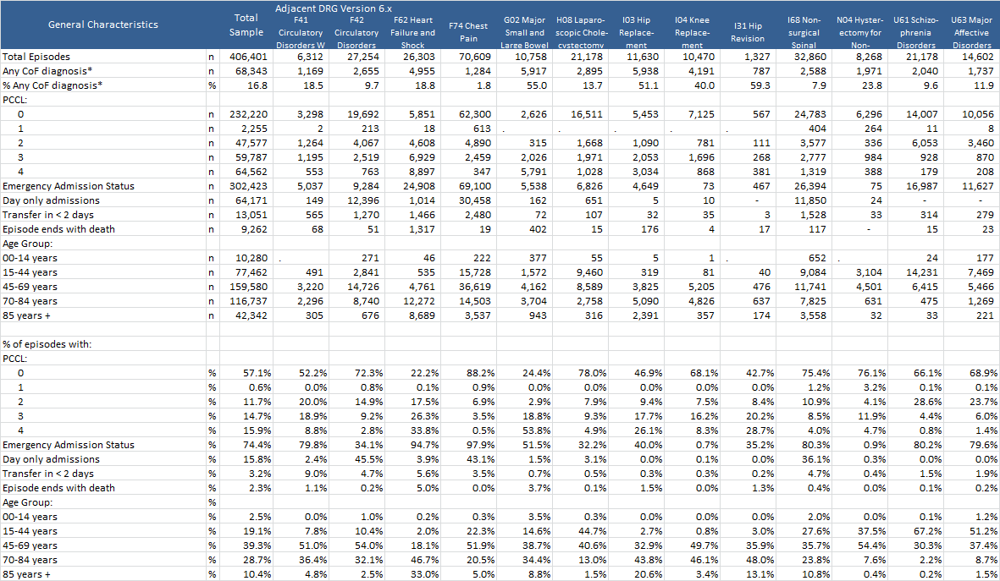 Adjacent DRG Version 6.x
General Characteristics Total Sample F41 Circulatory Disorders W F42 Circulatory Disorders F62 Heart Failure and Shock F74 Chest Pain G02 Major Small and Large Bowel H08 Laparo-scopic Chole-cystectomy I03 Hip Replace-ment I04 Knee Replace-ment I31 Hip Revision I68 Non-surgical Spinal N04 Hyster-ectomy for Non- U61 Schizo-phrenia Disorders U63 Major Affective Disorders
Total Episodes n 406,401 6,312 27,254 26,303 70,609 10,758 21,178 11,630 10,470 1,327 32,860 8,268 21,178 14,602
Any CoF diagnosis* n 68,343 1,169 2,655 4,955 1,284 5,917 2,895 5,938 4,191 787 2,588 1,971 2,040 1,737
% Any CoF diagnosis* % 16.8 18.5 9.7 18.8 1.8 55.0 13.7 51.1 40.0 59.3 7.9 23.8 9.6 11.9
PCCL:
0 n 232,220 3,298 19,692 5,851 62,300 2,626 16,511 5,453 7,125 567 24,783 6,296 14,007 10,056
1 n 2,255 2 213 18 613 . . . . . 404 264 11 8
2 n 47,577 1,264 4,067 4,608 4,890 315 1,668 1,090 781 111 3,577 336 6,053 3,460
3 n 59,787 1,195 2,519 6,929 2,459 2,026 1,971 2,053 1,696 268 2,777 984 928 870
4 n 64,562 553 763 8,897 347 5,791 1,028 3,034 868 381 1,319 388 179 208
Emergency Admission Status n 302,423 5,037 9,284 24,908 69,100 5,538 6,826 4,649 73 467 26,394 75 16,987 11,627
Day only admissions n 64,171 149 12,396 1,014 30,458 162 651 5 10 - 11,850 24 - -
Transfer in < 2 days n 13,051 565 1,270 1,466 2,480 72 107 32 35 3 1,528 33 314 279
Episode ends with death n 9,262 68 51 1,317 19 402 15 176 4 17 117 - 15 23
Age Group:
00-14 years n 10,280 . 271 46 222 377 55 5 1 . 652 . 24 177
15-44 years n 77,462 491 2,841 535 15,728 1,572 9,460 319 81 40 9,084 3,104 14,231 7,469
45-69 years n 159,580 3,220 14,726 4,761 36,619 4,162 8,589 3,825 5,205 476 11,741 4,501 6,415 5,466
70-84 years n 116,737 2,296 8,740 12,272 14,503 3,704 2,758 5,090 4,826 637 7,825 631 475 1,269
85 years + n 42,342 305 676 8,689 3,537 943 316 2,391 357 174 3,558 32 33 221
% of episodes with:
PCCL:
0 % 57.1% 52.2% 72.3% 22.2% 88.2% 24.4% 78.0% 46.9% 68.1% 42.7% 75.4% 76.1% 66.1% 68.9%
1 % 0.6% 0.0% 0.8% 0.1% 0.9% 0.0% 0.0% 0.0% 0.0% 0.0% 1.2% 3.2% 0.1% 0.1%
2 % 11.7% 20.0% 14.9% 17.5% 6.9% 2.9% 7.9% 9.4% 7.5% 8.4% 10.9% 4.1% 28.6% 23.7%
3 % 14.7% 18.9% 9.2% 26.3% 3.5% 18.8% 9.3% 17.7% 16.2% 20.2% 8.5% 11.9% 4.4% 6.0%
4 % 15.9% 8.8% 2.8% 33.8% 0.5% 53.8% 4.9% 26.1% 8.3% 28.7% 4.0% 4.7% 0.8% 1.4%
Emergency Admission Status % 74.4% 79.8% 34.1% 94.7% 97.9% 51.5% 32.2% 40.0% 0.7% 35.2% 80.3% 0.9% 80.2% 79.6%
Day only admissions % 15.8% 2.4% 45.5% 3.9% 43.1% 1.5% 3.1% 0.0% 0.1% 0.0% 36.1% 0.3% 0.0% 0.0%
Transfer in < 2 days % 3.2% 9.0% 4.7% 5.6% 3.5% 0.7% 0.5% 0.3% 0.3% 0.2% 4.7% 0.4% 1.5% 1.9%
Episode ends with death % 2.3% 1.1% 0.2% 5.0% 0.0% 3.7% 0.1% 1.5% 0.0% 1.3% 0.4% 0.0% 0.1% 0.2%
Age Group: %
00-14 years % 2.5% 0.0% 1.0% 0.2% 0.3% 3.5% 0.3% 0.0% 0.0% 0.0% 2.0% 0.0% 0.1% 1.2%
15-44 years % 19.1% 7.8% 10.4% 2.0% 22.3% 14.6% 44.7% 2.7% 0.8% 3.0% 27.6% 37.5% 67.2% 51.2%
45-69 years % 39.3% 51.0% 54.0% 18.1% 51.9% 38.7% 40.6% 32.9% 49.7% 35.9% 35.7% 54.4% 30.3% 37.4%
70-84 years % 28.7% 36.4% 32.1% 46.7% 20.5% 34.4% 13.0% 43.8% 46.1% 48.0% 23.8% 7.6% 2.2% 8.7%
85 years + % 10.4% 4.8% 2.5% 33.0% 5.0% 8.8% 1.5% 20.6% 3.4% 13.1% 10.8% 0.4% 0.2% 1.5%